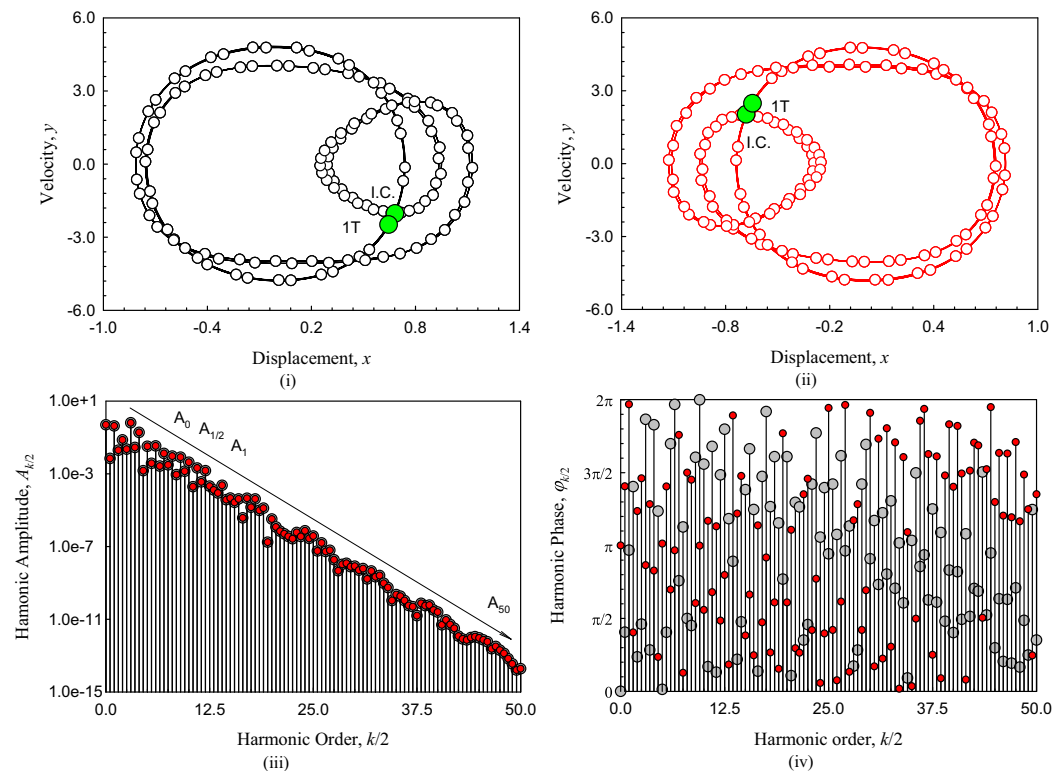 6.0
3.0
0.0
-3.0
-6.0
Velocity, y
I.C.
1T
-1.0
-0.4
0.2
0.8
1.4
Displacement, x
(i)
6.0
3.0
0.0
-3.0
-6.0
Velocity, y
1T
I.C.
-1.4
-0.8
-0.2
0.4
1.0
Displacement, x
(ii)
1.0e+1
1.0e-3
1.0e-7
1.0e-11
1.0e-15
Hamonic Amplitude, A_{k/2}
A_0
A_{1/2}
A_1
A_{50}
0.0
12.5
25.0
37.5
50.0
Harmonic Order, k/2
(iii)
2π
3π/2
π
π/2
0
Harmonic Phase, φ_{k/2}
0.0
12.5
25.0
37.5
50.0
Harmonic order, k/2
(iv)